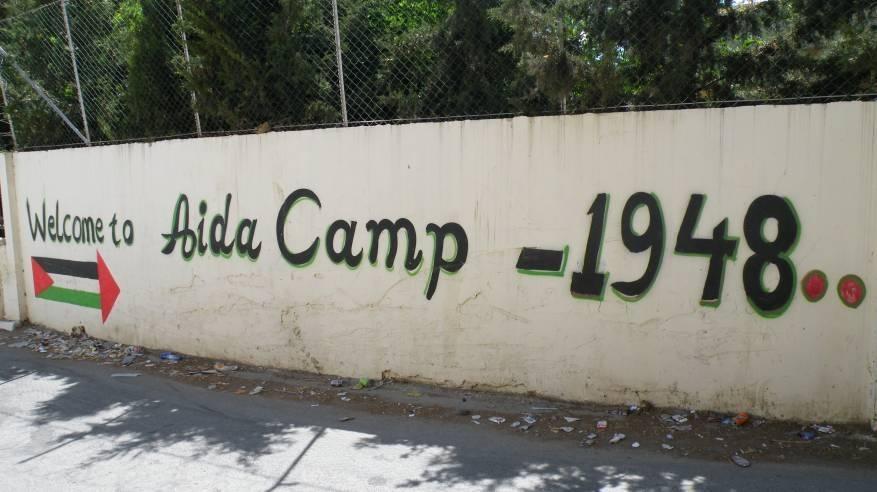 Welcome to Aida Camp - 1948..